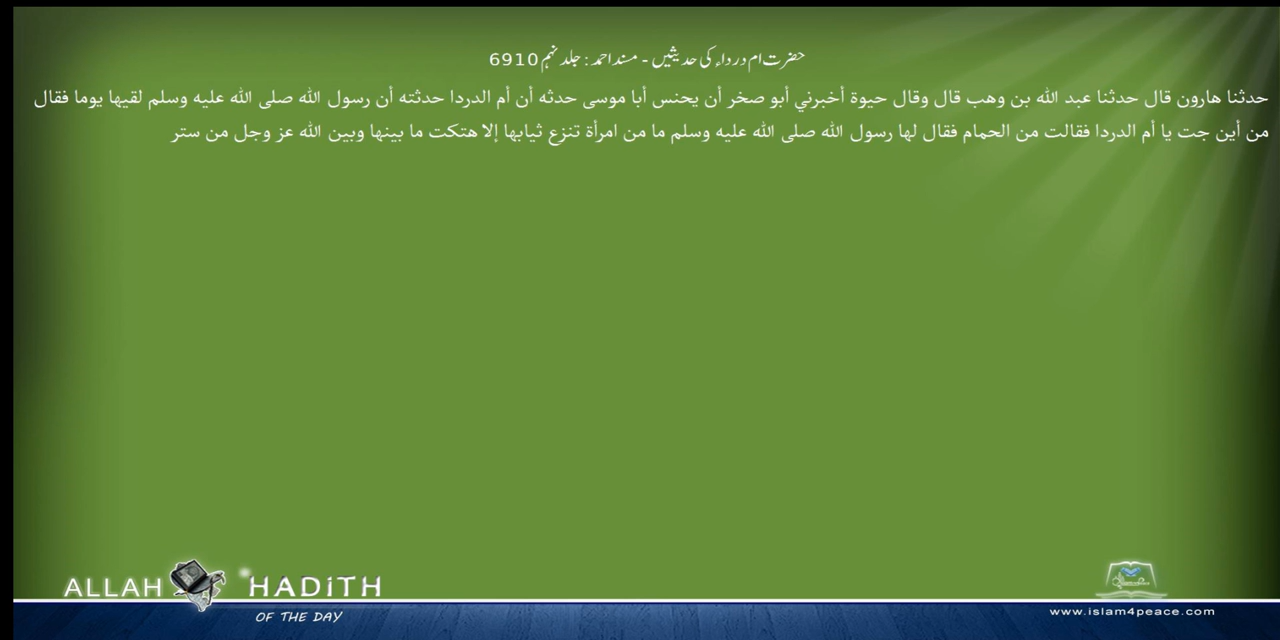 حضرت ام درداء کی حدیثیں - مسند احمد : جلد نہم 6910
حدثنا هارون قال حدثنا عبد الله بن وهب قال وقال حيوة أخبرني أبو صخر أن يحنس أبا موسى حدثه أن أم الدردا حدثته أن رسول الله صلى الله عليه وسلم لقيها يوما فقال
من أين جت يا أم الدردا فقالت من الحمام فقال لها رسول الله صلى الله عليه وسلم ما من امرأة تنزع ثيابها إلا هتكت ما بينها وبين الله عز وجل من ستر
ALLAH HADITH
OF THE DAY
www.islam4peace.com